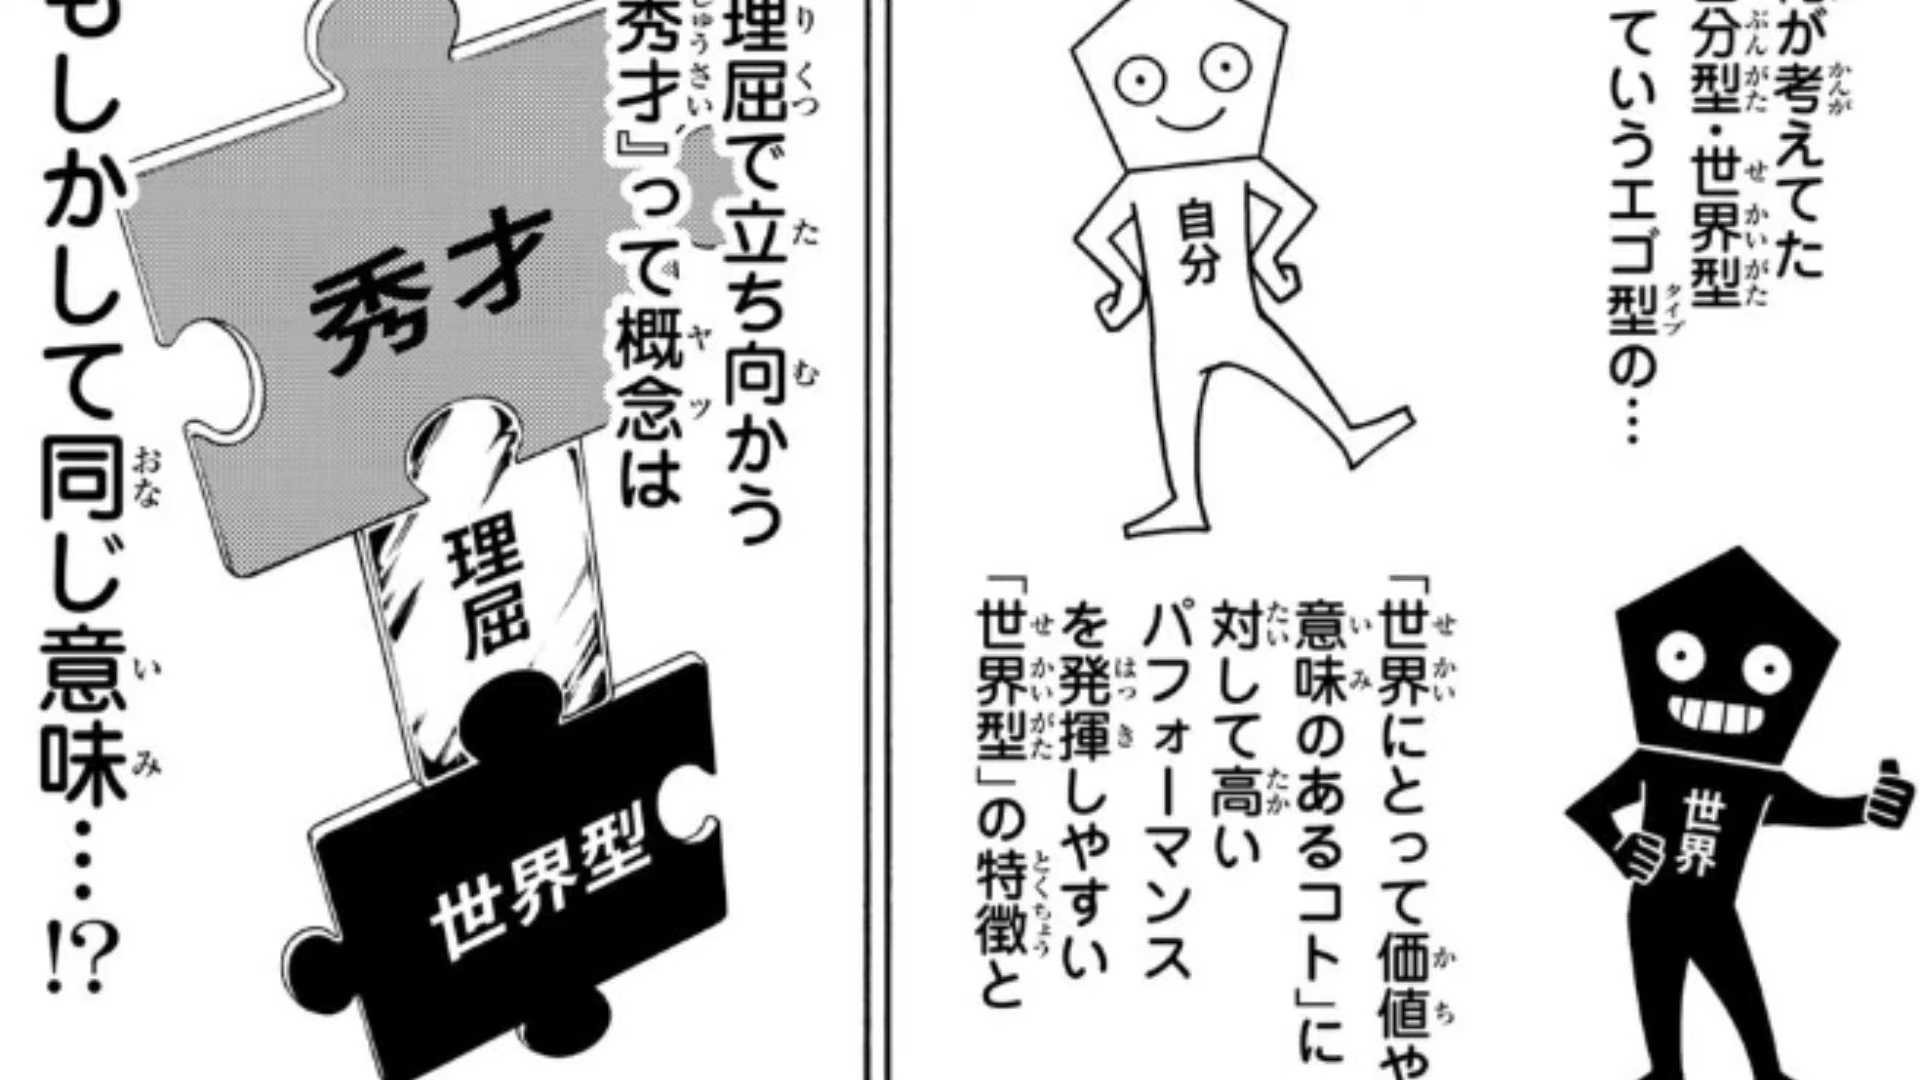 が考えてた
自分型・世界型
ていうエゴ型の…
自分
世界
「世界にとって価値や
意味のあるコト」に
対して高い
パフォーマンス
を発揮しやすい
「世界型」の特徴と
理屈で立ち向かう
秀才』って概念は
秀才
理屈
世界型
もしかして同じ意味…!?